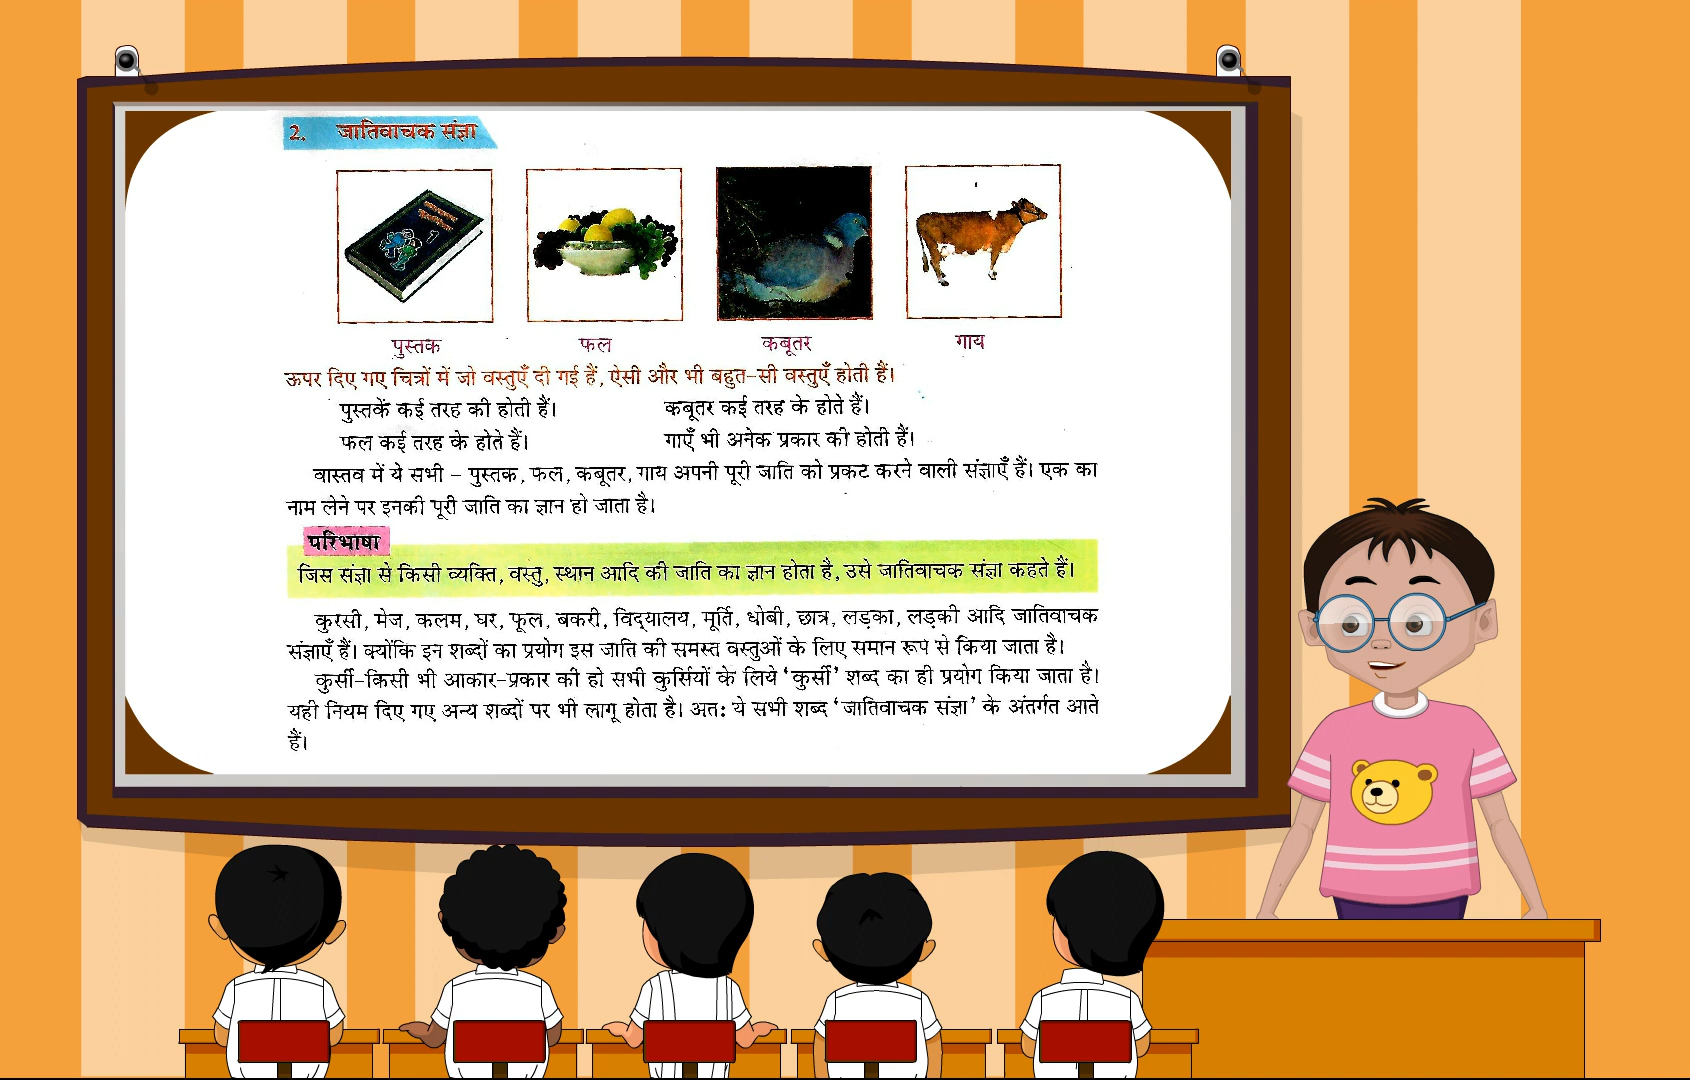 2. जातिवाचक संज्ञा
पुस्तक फल कबूतर गाय
ऊपर दिए गए चित्रों में जो वस्तुएँ दी गई हैं, ऐसी और भी बहुत-सी वस्तुएँ होती हैं।
पुस्तकें कई तरह की होती हैं। कबूतर कई तरह के होते हैं।
फल कई तरह के होते हैं। गाएँ भी अनेक प्रकार की होती हैं।
वास्तव में ये सभी – पुस्तक, फल, कबूतर, गाय अपनी पूरी जाति को प्रकट करने वाली संज्ञाएँ हैं। एक का
नाम लेने पर इनकी पूरी जाति का ज्ञान हो जाता है।
परिभाषा
जिस संज्ञा से किसी व्यक्ति, वस्तु, स्थान आदि की जाति का ज्ञान होता है, उसे जातिवाचक संज्ञा कहते हैं।
कुरसी, मेज, कलम, घर, फूल, बकरी, विद्‌यालय, मूर्ति, धोबी, छात्र, लड़का, लड़की आदि जातिवाचक
संज्ञाएँ हैं। क्योंकि इन शब्दों का प्रयोग इस जाति की समस्त वस्तुओं के लिए समान रूप से किया जाता है।
कुर्सी-किसी भी आकार-प्रकार की हो सभी कुर्सियों के लिये ‘कुर्सी’ शब्द का ही प्रयोग किया जाता है।
यही नियम दिए गए अन्य शब्दों पर भी लागू होता है। अत: ये सभी शब्द ‘जातिवाचक संज्ञा’ के अंतर्गत आते
हैं।